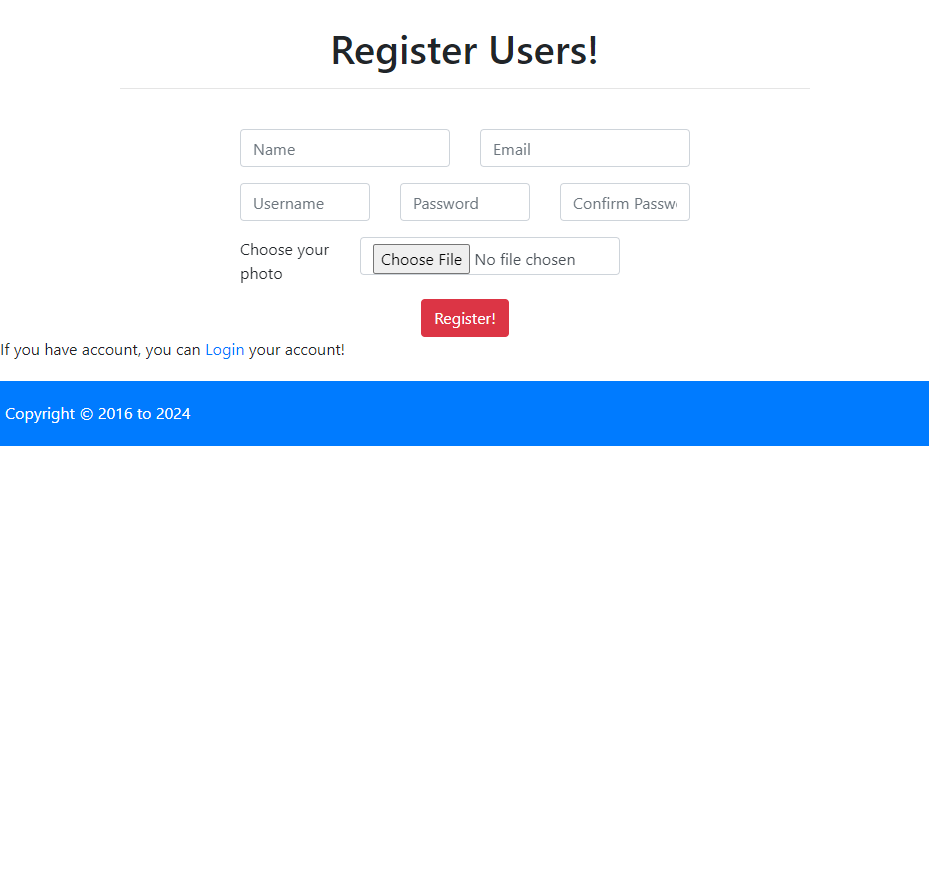 Register Users!
Name Email
Username Password Confirm Passw
Choose your
photo
Choose File No file chosen
Register!
If you have account, you can Login your account!
Copyright © 2016 to 2024